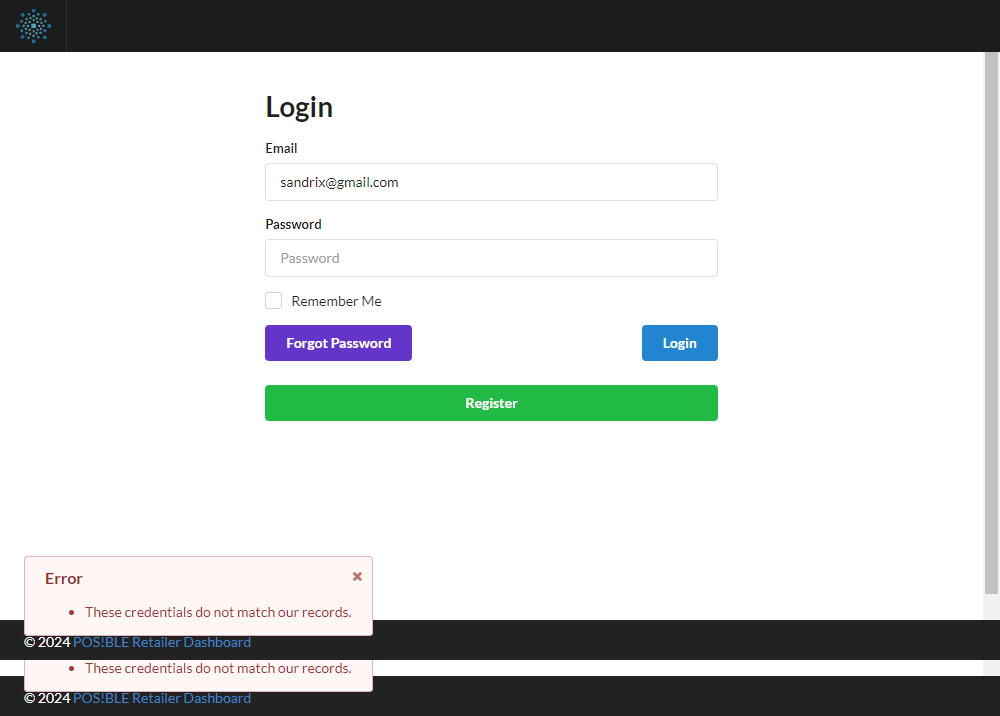 Login
Email
sandrix@gmail.com
Password
Password
Remember Me
Forgot Password
Login
Register
Error
These credentials do not match our records.
© 2024 POS!BLE Retailer Dashboard
These credentials do not match our records.
© 2024 POS!BLE Retailer Dashboard